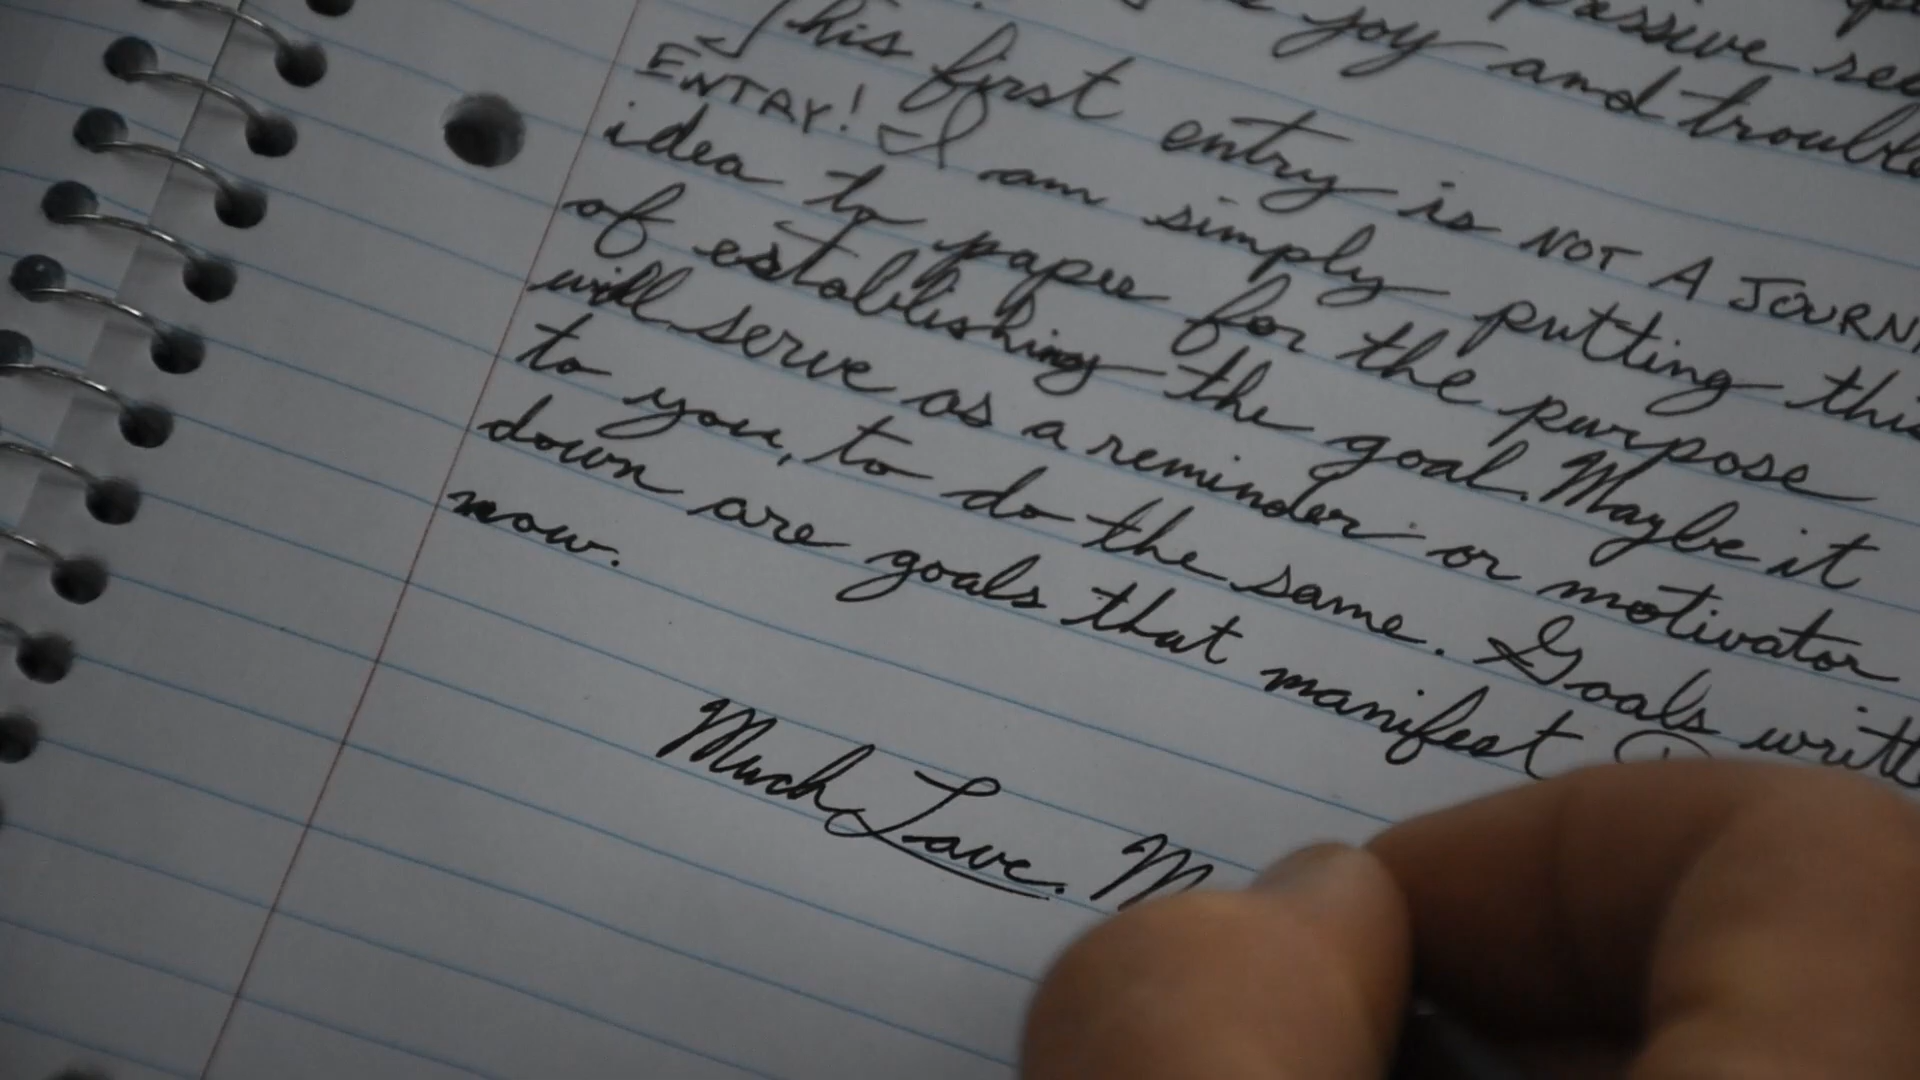 passive
joy and trouble
This first entry is NOT A JOURN
ENTRY! I am simply putting this
idea to paper for the purpose
of establishing the goal. Maybe it
will serve as a reminder or motivator
to you, to do the same. Goals writt
down are goals that manifest
now.
Much Love. M